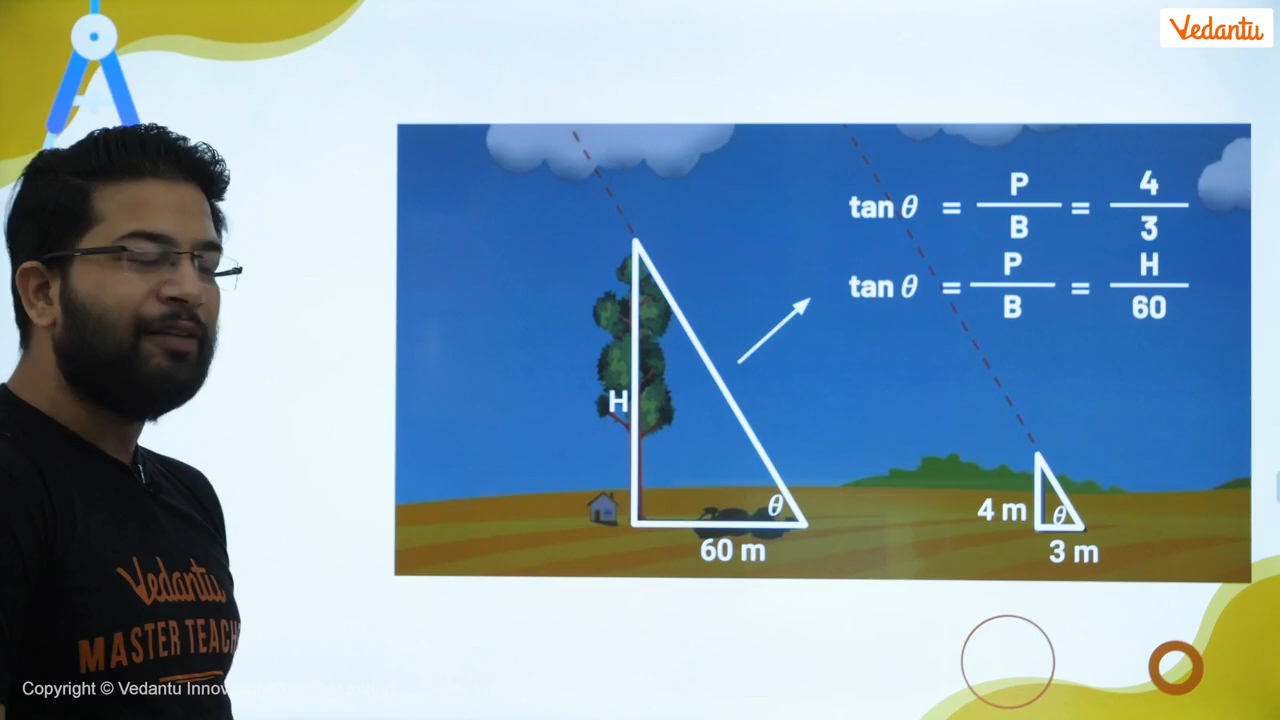 Vedantu
tan θ = P/B = 4/3
tan θ = P/B = H/60
H
θ
60 m
4 m
θ
3 m
Vedantu
MASTER TEACH
Copyright © Vedantu Innov